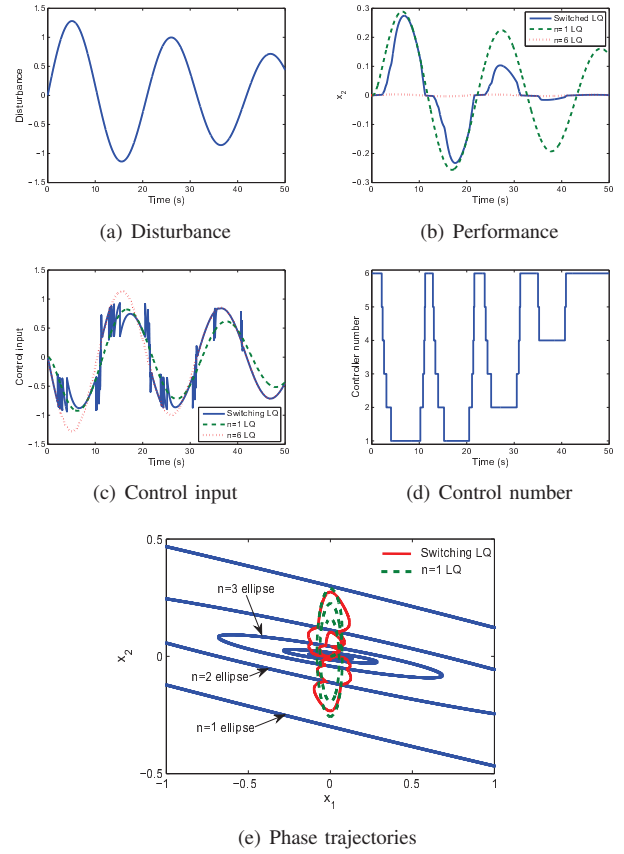 1.5
1
0.5
0
-0.5
-1
-1.5
0 10 20 30 40 50
Disturbance
Time (s)
(a) Disturbance
0.3
0.2
0.1
0
-0.1
-0.2
0.3
0 10 20 30 40 50
x2
Time (s)
Switched LQ
n=1 LQ
n=6 LQ
(b) Performance
1.5
1.0
0.5
0
-0.5
-1
-1.5
0 10 20 30 40 50
Control input
Time (s)
Switching LQ
n=1 LQ
n=6 LQ
(c) Control input
6
5
4
3
2
1
0 10 20 30 40 50
Controller number
Time (s)
(d) Control number
0.5
0
-0.5
-1 -0.5 0 0.5 1
x2
x1
Switching LQ
n=1 LQ
n=3 ellipse
n=2 ellipse
n=1 ellipse
(e) Phase trajectories